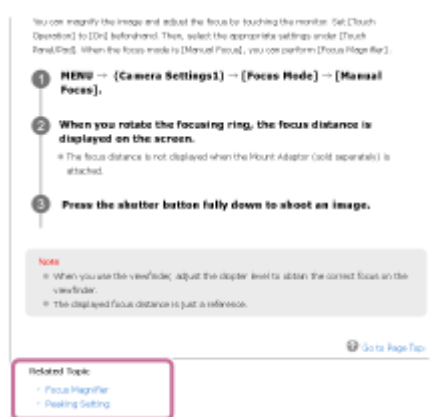 You can magnify the image and adjust the focus by touching the monitor. Set [Touch
Operation] to [On] beforehand. Then, select the appropriate settings under [Touch
Panel/Pad]. When the focus mode is [Manual Focus], you can perform [Focus Magnifier].
1 MENU → (Camera Settings1) → [Focus Mode] → [Manual
Focus].
2 When you rotate the focusing ring, the focus distance is
displayed on the screen.
The focus distance is not displayed when the Mount Adaptor (sold separately) is
attached.
3 Press the shutter button fully down to shoot an image.
Note
When you use the viewfinder, adjust the diopter level to obtain the correct focus on the
viewfinder.
The displayed focus distance is just a reference.
Go to Page Top
Related Topic
Focus Magnifier
Peaking Setting